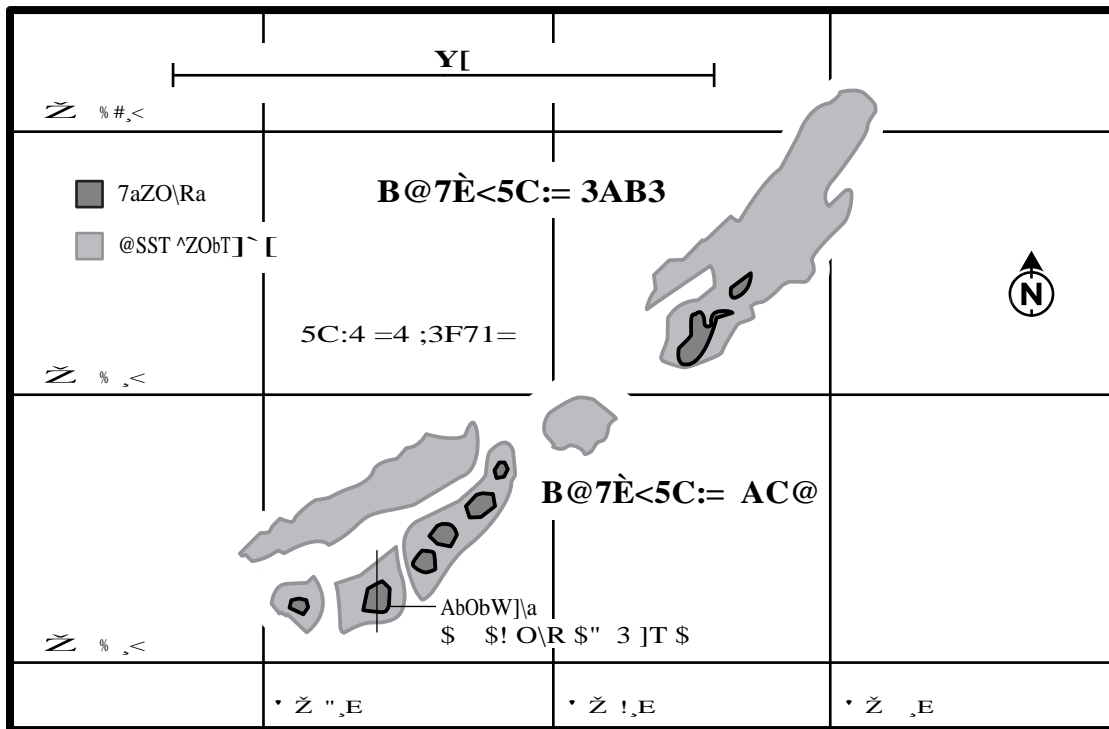 Y[
Ž %#¸<
7aZO\Ra
B@7È<5C:= 3AB3
@SST ^ZObT]`[
N
5C:4 =4 ;3F71=
Ž % ¸<
B@7È<5C:= AC@
AbObW]\a
$ $! O\R $" 3 ]T $
Ž % ¸<
' Ž "¸E ' Ž !¸E ' Ž ¸E